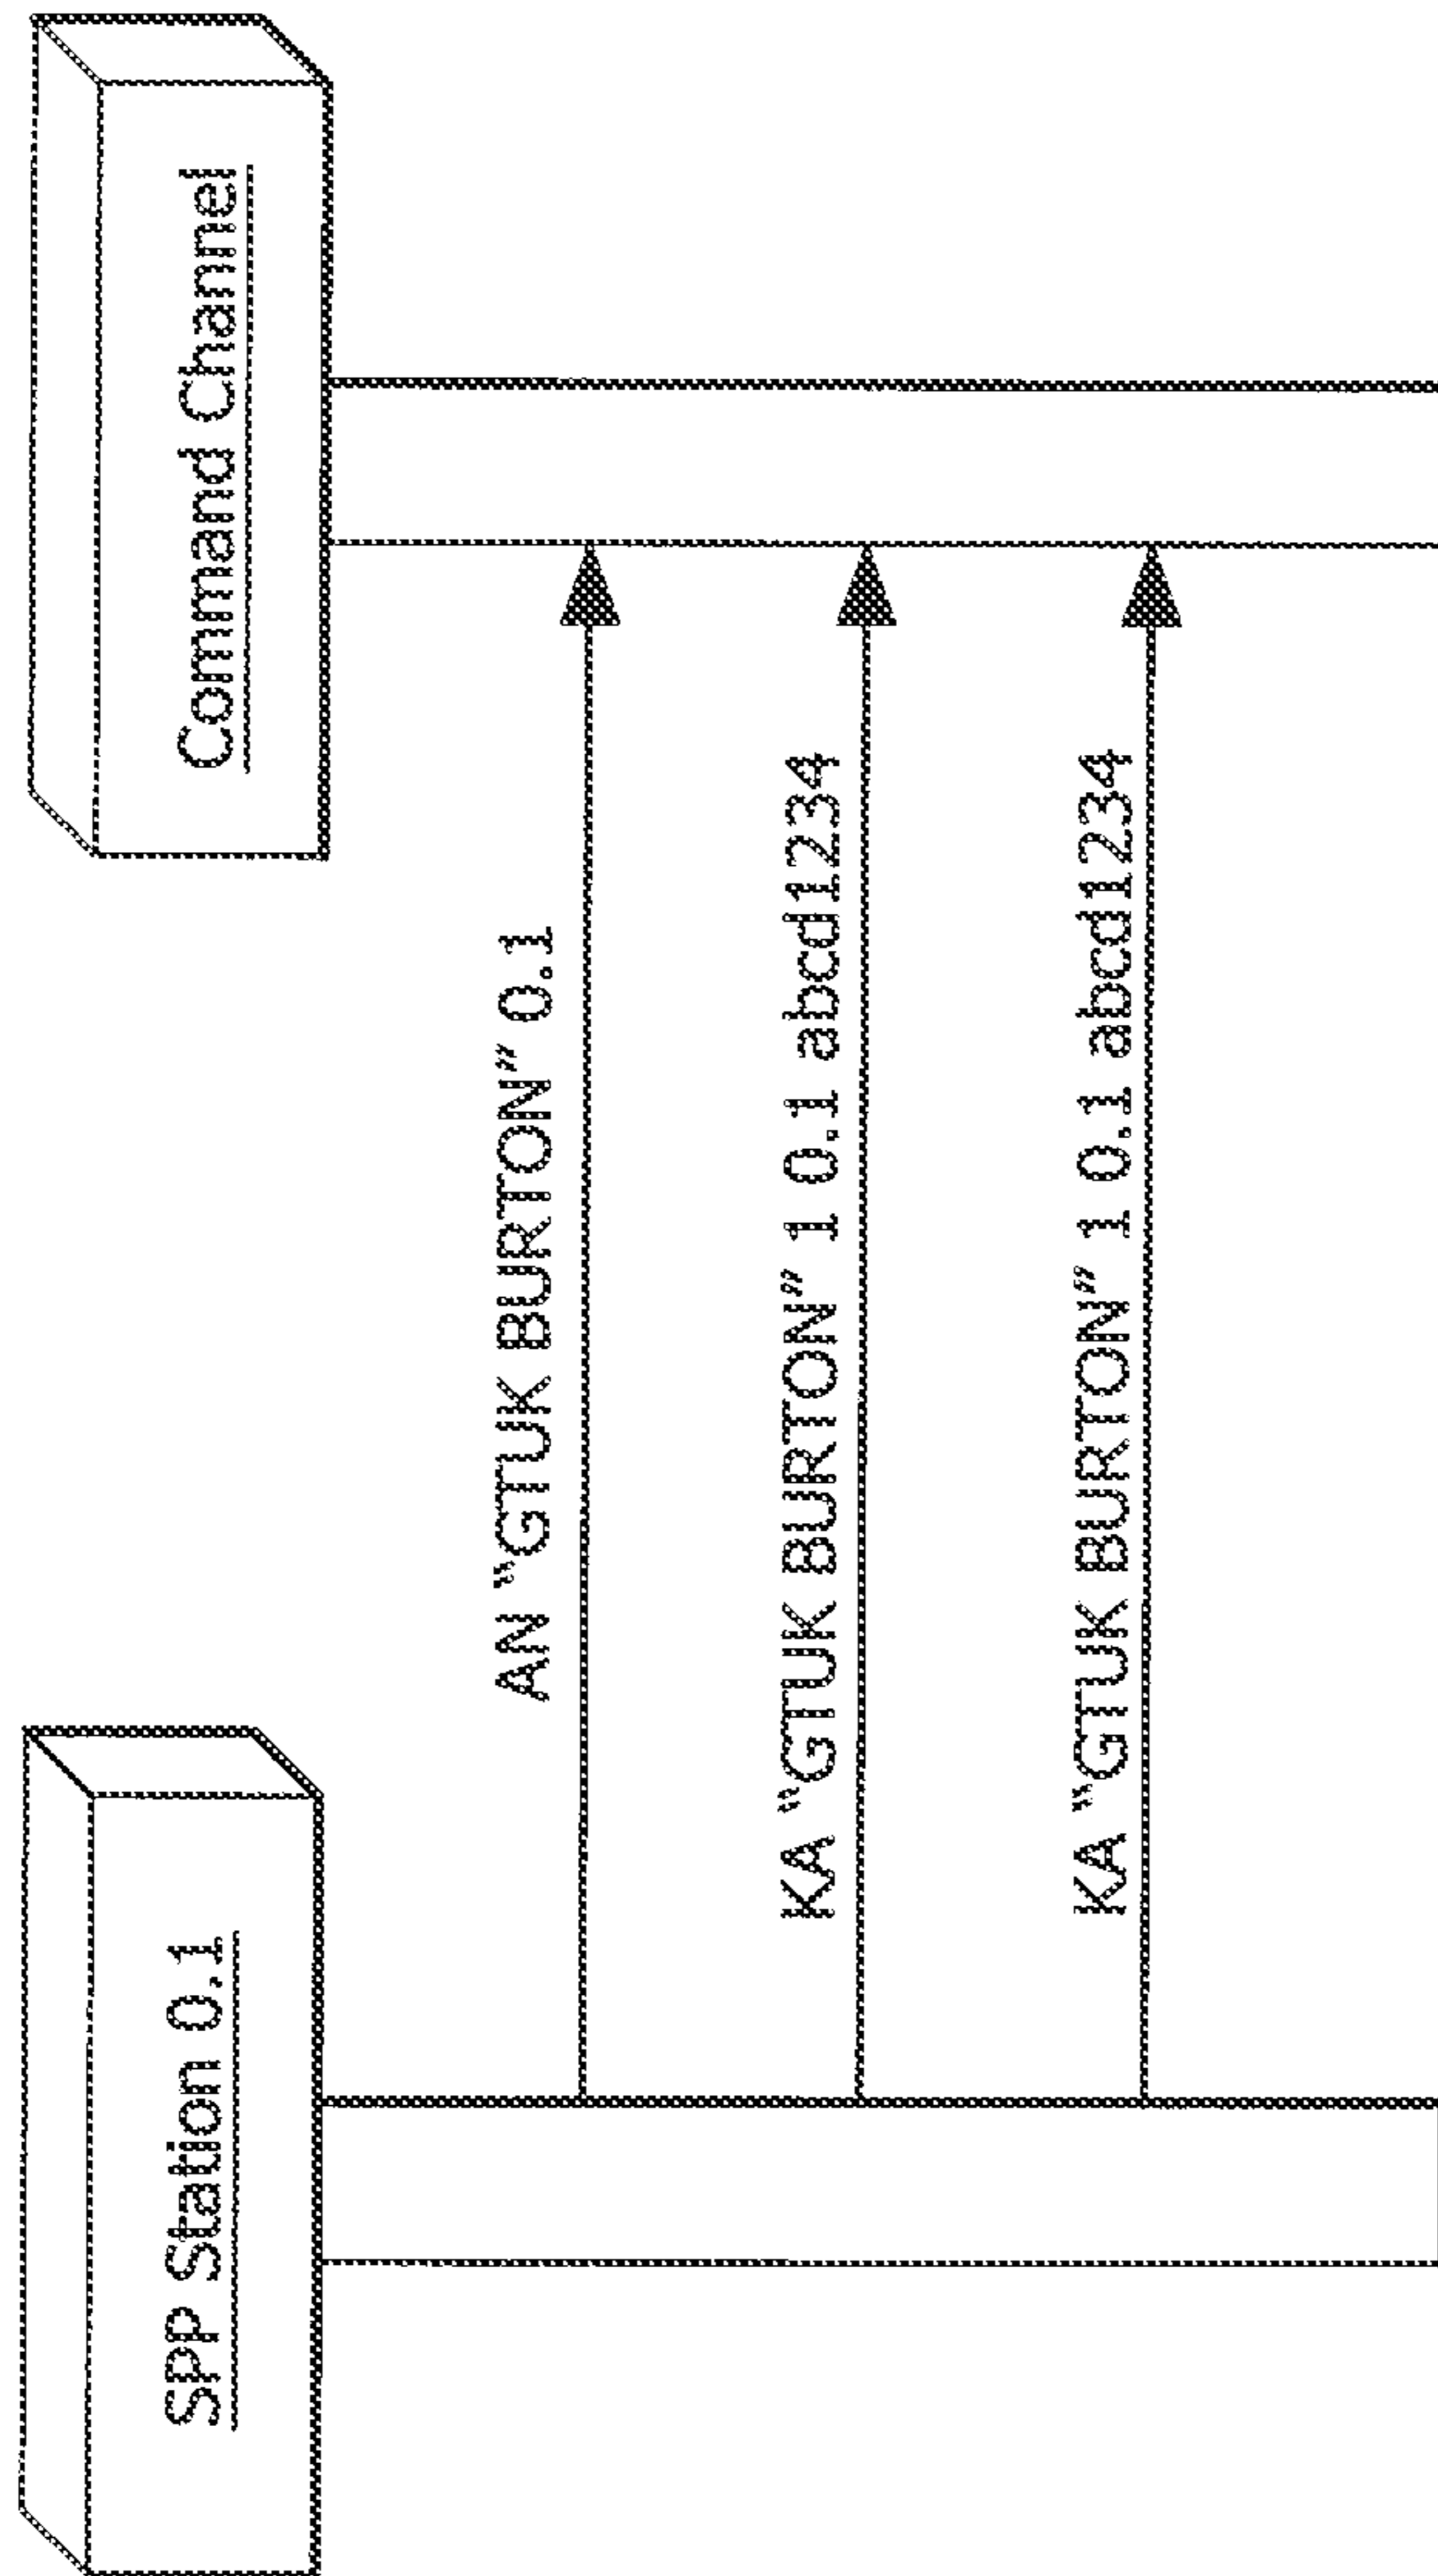 SPP Station 0.1
Command Channel
AN “GTUK BURTON” 0.1
KA “GTUK BURTON” 1 0.1 abcd1234
KA “GTUK BURTON” 1 0.1 abcd1234